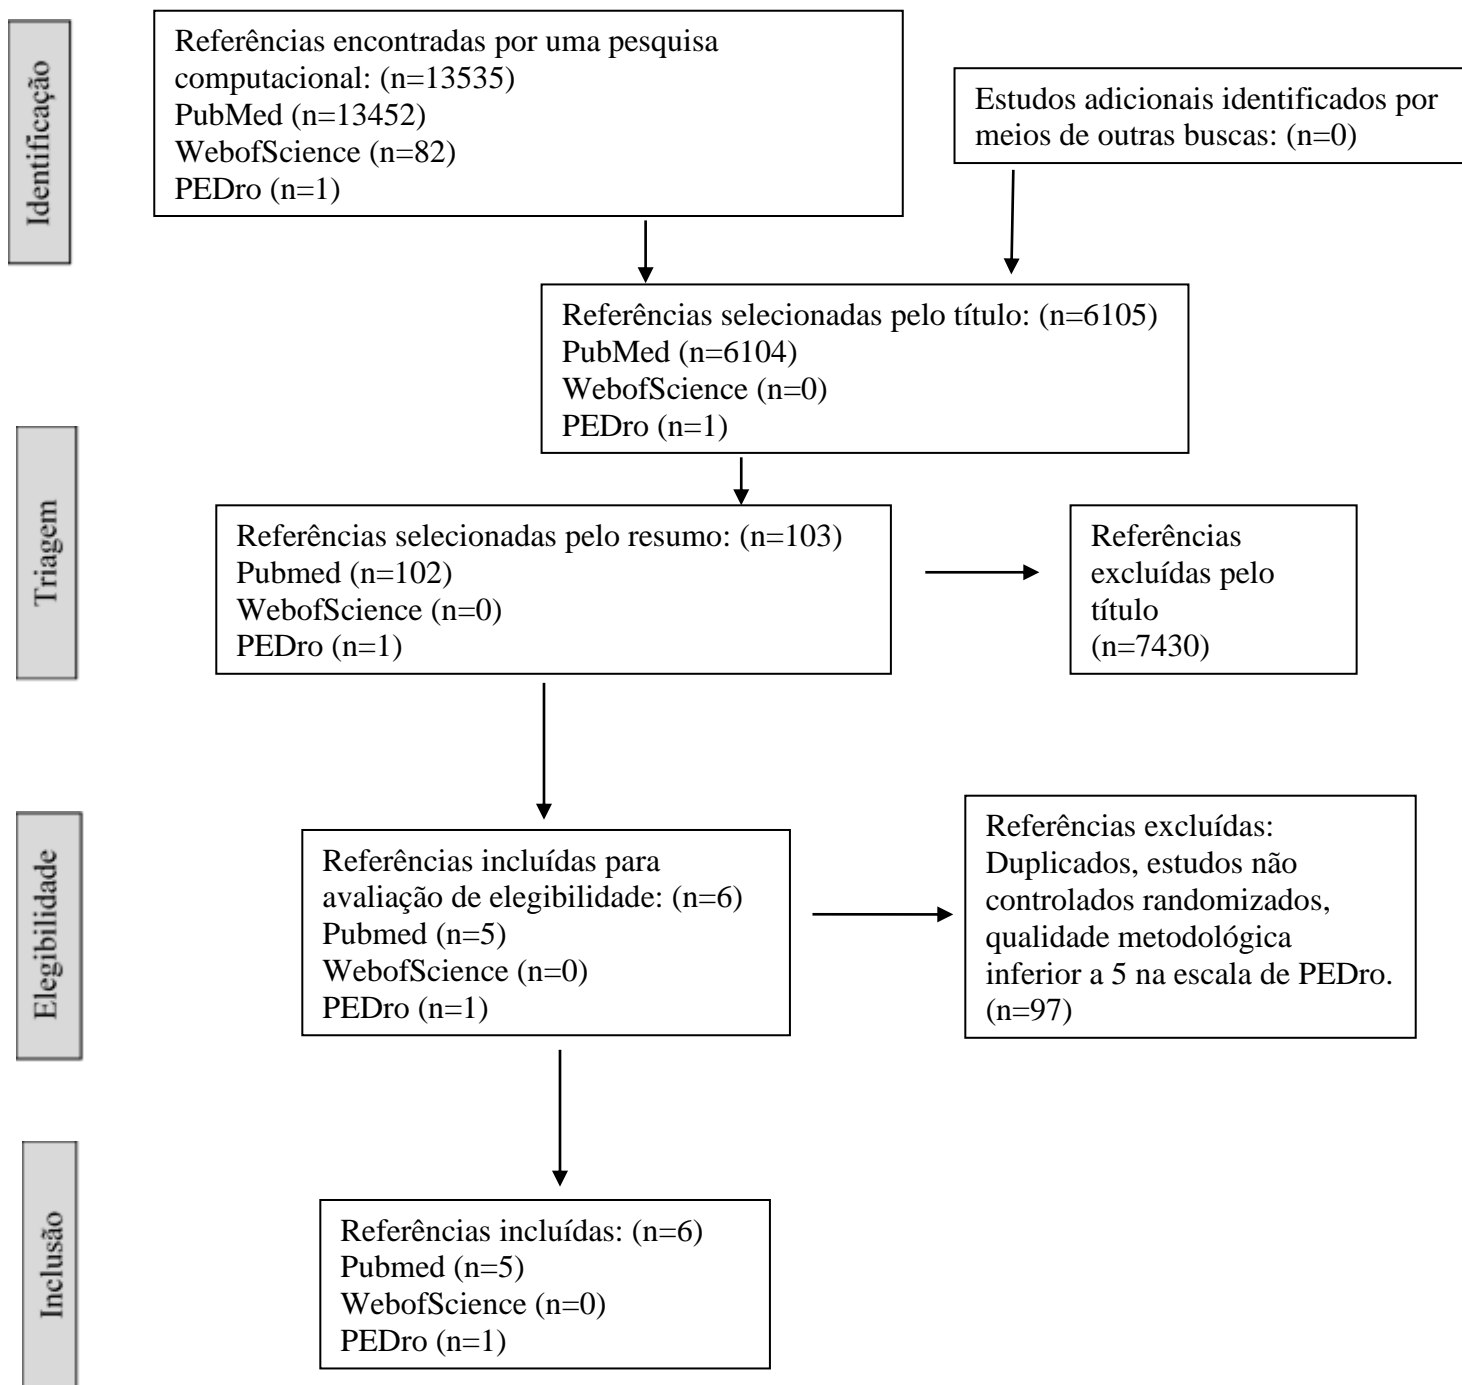 Identificação
Referências encontradas por uma pesquisa
computacional: (n=13535)
PubMed (n=13452)
WebofScience (n=82)
PEDro (n=1)
Estudos adicionais identificados por
meios de outras buscas: (n=0)
Referências selecionadas pelo título: (n=6105)
PubMed (n=6104)
WebofScience (n=0)
PEDro (n=1)
Triagem
Referências selecionadas pelo resumo: (n=103)
Pubmed (n=102)
WebofScience (n=0)
PEDro (n=1)
Referências
excluídas pelo
título
(n=7430)
Elegibilidade
Referências incluídas para
avaliação de elegibilidade: (n=6)
Pubmed (n=5)
WebofScience (n=0)
PEDro (n=1)
Referências excluídas:
Duplicados, estudos não
controlados randomizados,
qualidade metodológica
inferior a 5 na escala de PEDro.
(n=97)
Inclusão
Referências incluídas: (n=6)
Pubmed (n=5)
WebofScience (n=0)
PEDro (n=1)